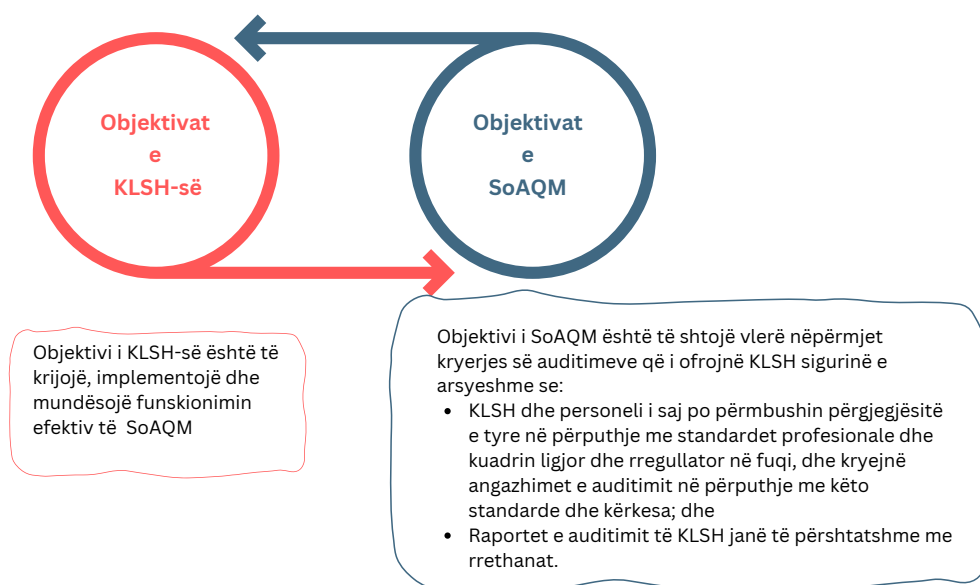 Objektivat
e
KLSH-së
Objektivat
e
SoAQM
Objektivi i KLSH-së është të
krijojë, implementojë dhe
mundësojë funskionimin
efektiv të SoAQM
Objektivi i SoAQM është të shtojë vlerë nëpërmjet
kryerjes së auditimeve që i ofrojnë KLSH sigurinë e
arsyeshme se:
• KLSH dhe personeli i saj po përmbushin përgjegjësitë
e tyre në përputhje me standardet profesionale dhe
kuadrin ligjor dhe rregullator në fuqi, dhe kryejnë
angazhimet e auditimit në përputhje me këto
standarde dhe kërkesa; dhe
• Raportet e auditimit të KLSH janë të përshtatshme me
rrethanat.